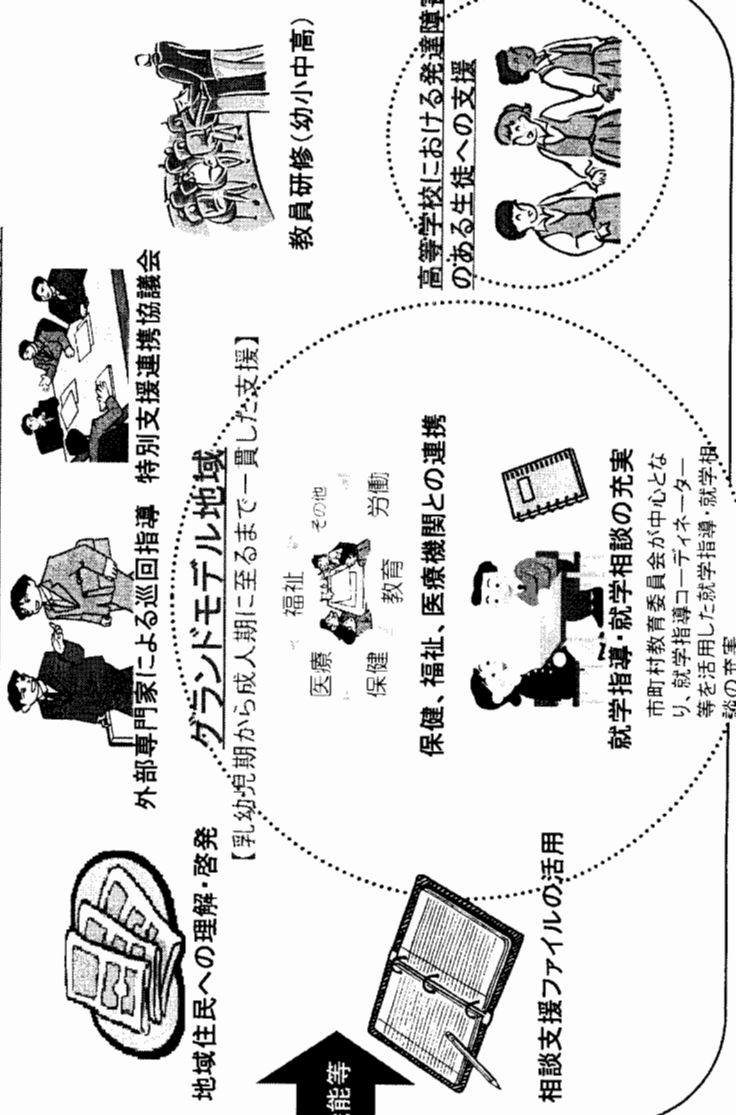 地域住民への理解・啓発
外部専門家による巡回指導
特別支援連携協議会
教員研修(幼小中高)
グランドモデル地域
【乳幼児期から成人期に至るまで一貫した支援】
医療
福祉
その他
保健
教育
労働
保健、福祉、医療機関との連携
高等学校における発達障害
のある生徒への支援
能等
相談支援ファイルの活用
就学指導・就学相談の充実
市町村教育委員会が中心とな
り、就学指導コーディネーター
等を活用した就学指導・就学相
談の充実